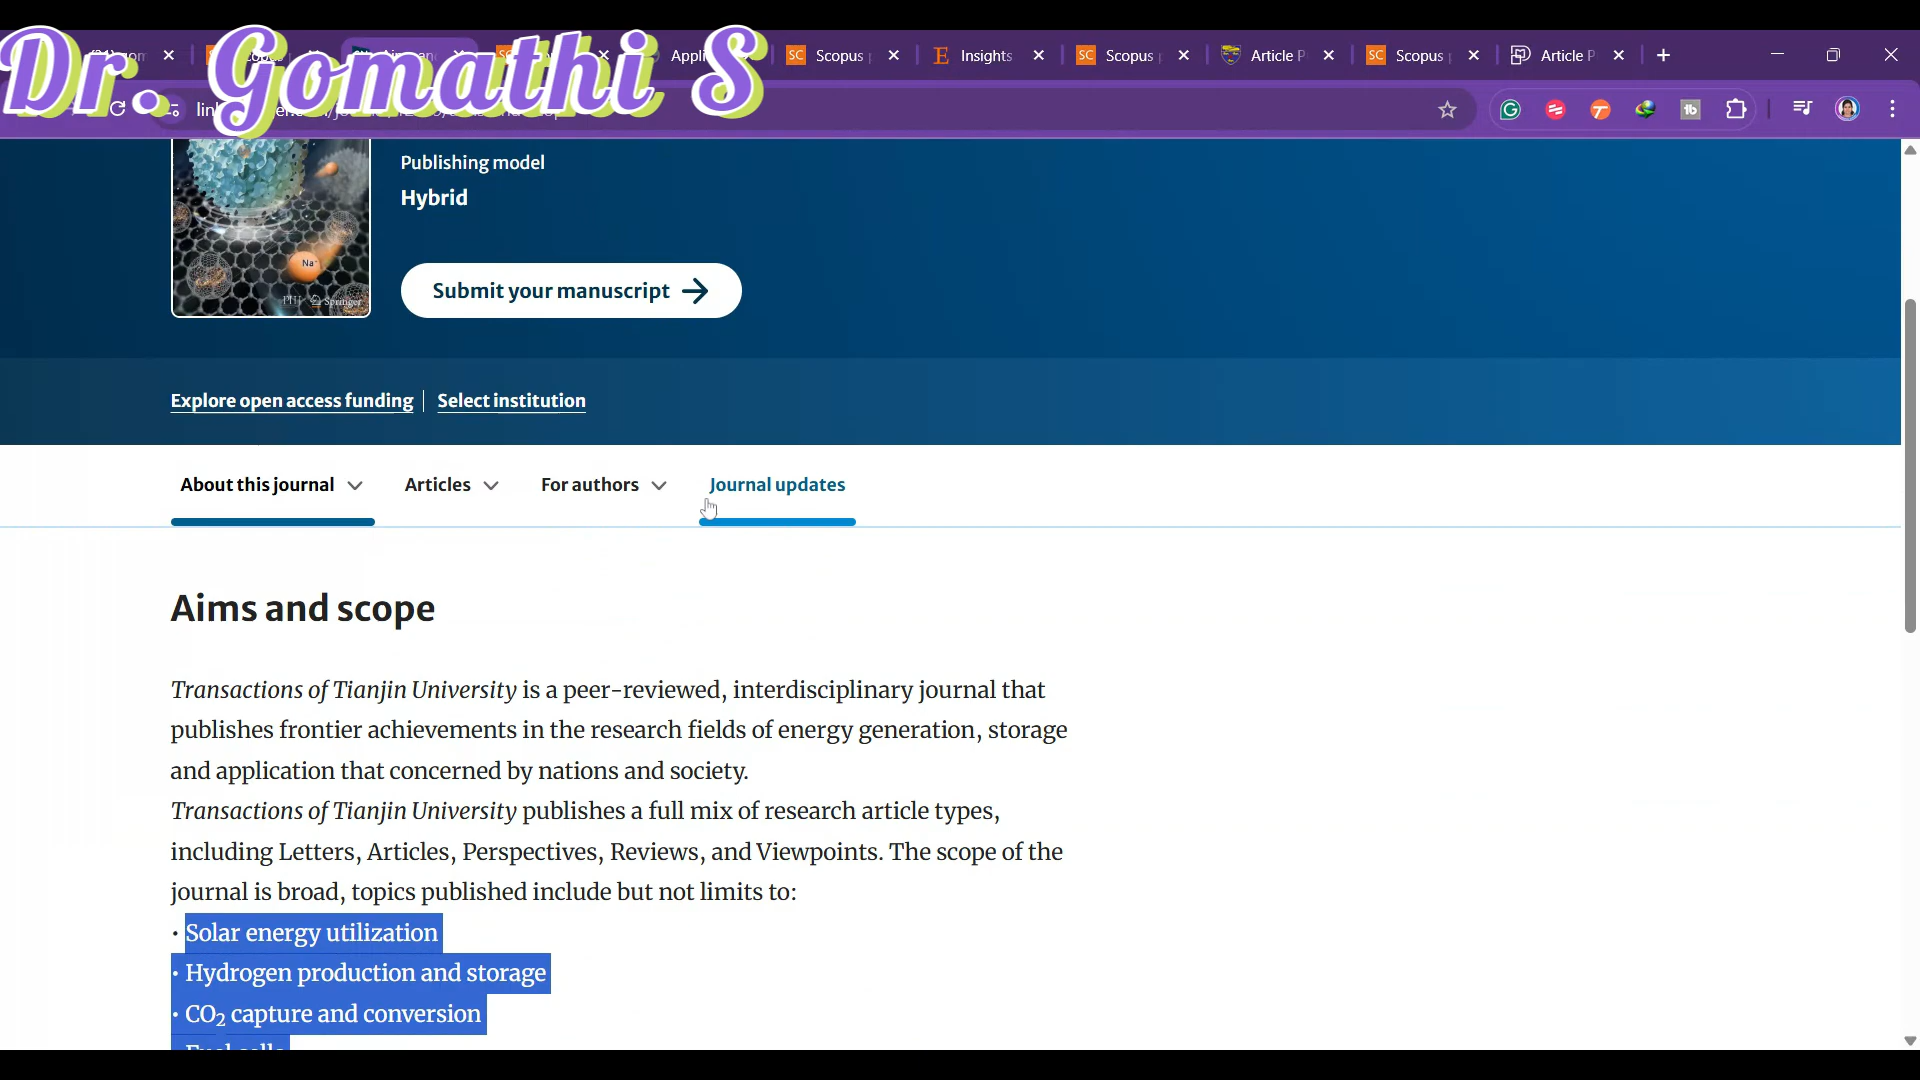 Dr. Gomathi S
Scopus
Insights
Scopus
Article P
Scopus
Article P
Publishing model
Hybrid
Na
Springer
Submit your manuscript
Explore open access funding
Select institution
About this journal
Articles
For authors
Journal updates
Aims and scope
Transactions of Tianjin University is a peer-reviewed, interdisciplinary journal that
publishes frontier achievements in the research fields of energy generation, storage
and application that concerned by nations and society.
Transactions of Tianjin University publishes a full mix of research article types,
including Letters, Articles, Perspectives, Reviews, and Viewpoints. The scope of the
journal is broad, topics published include but not limits to:
· Solar energy utilization
· Hydrogen production and storage
· CO₂ capture and conversion